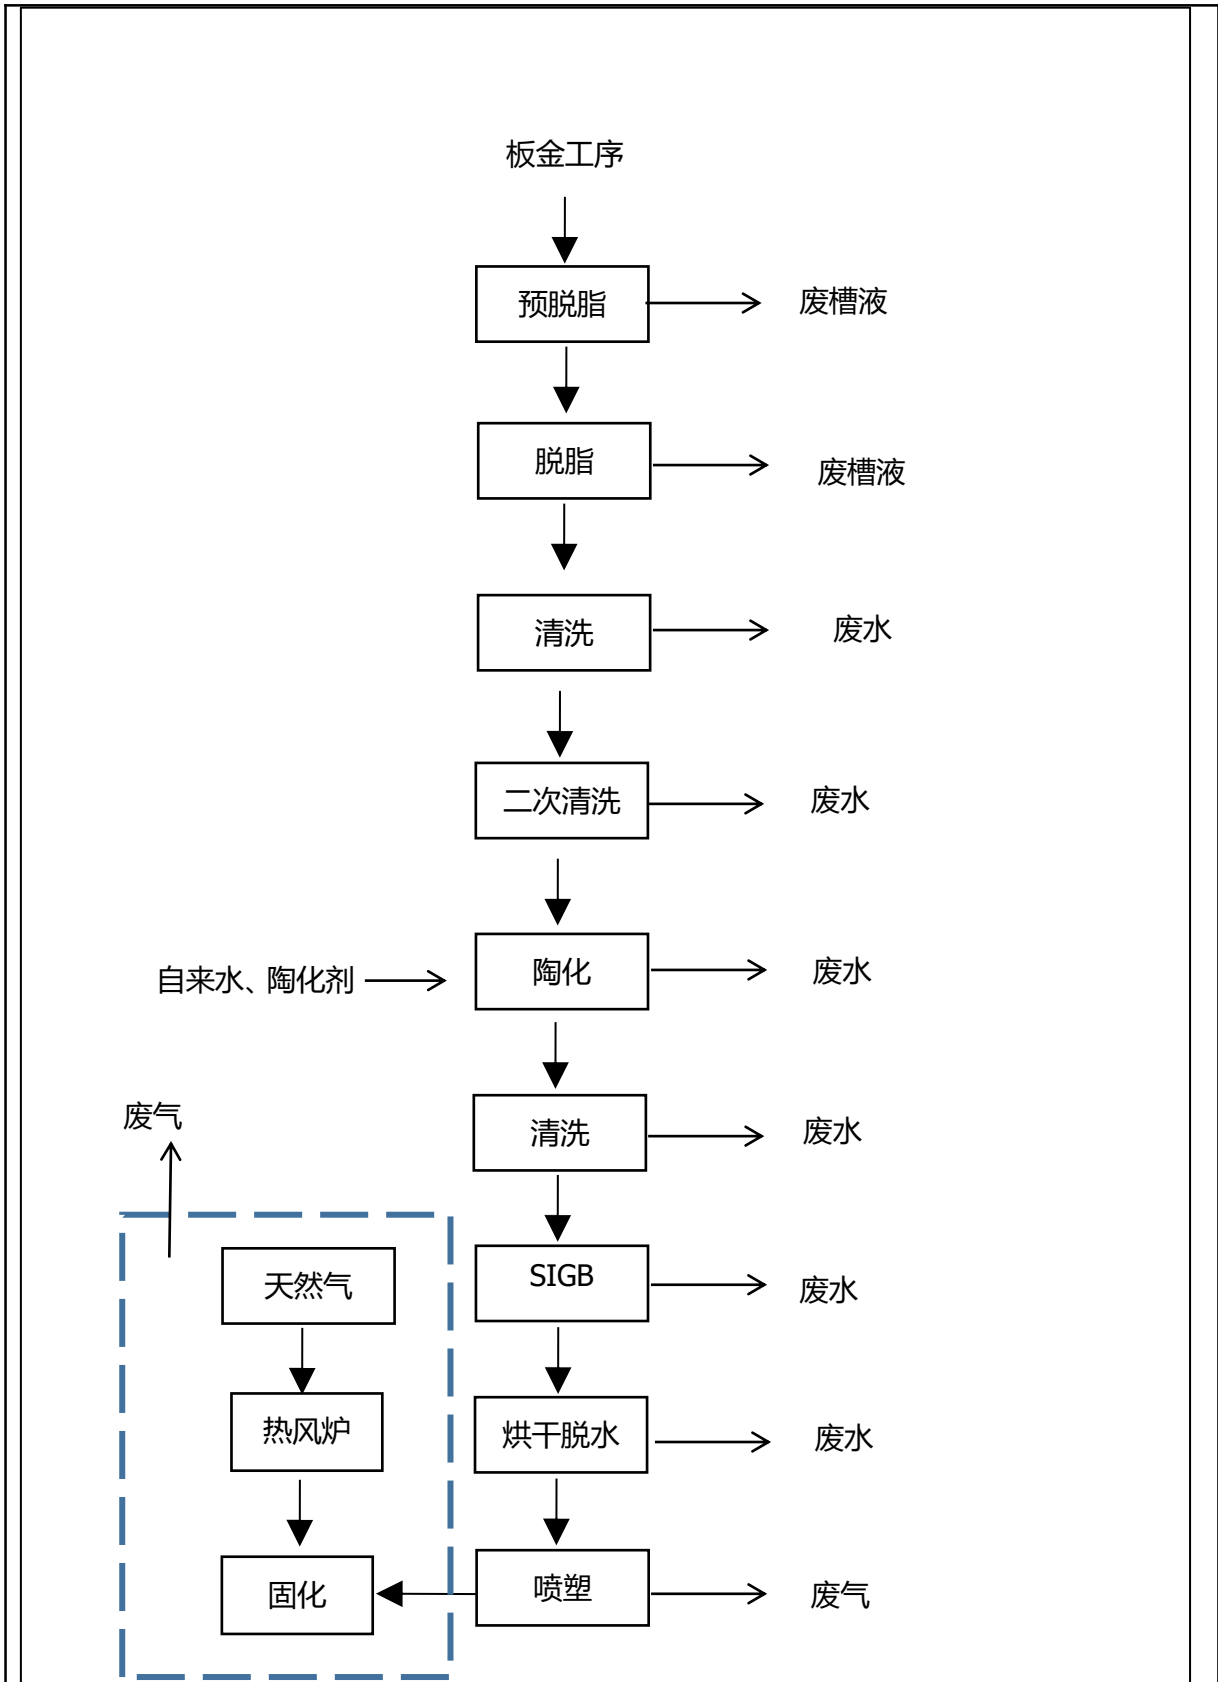 板金工序
预脱脂
废槽液
脱脂
废槽液
清洗
废水
二次清洗
废水
自来水、陶化剂
陶化
废水
废气
清洗
废水
天然气
SIGB
废水
热风炉
烘干脱水
废水
固化
喷塑
废气